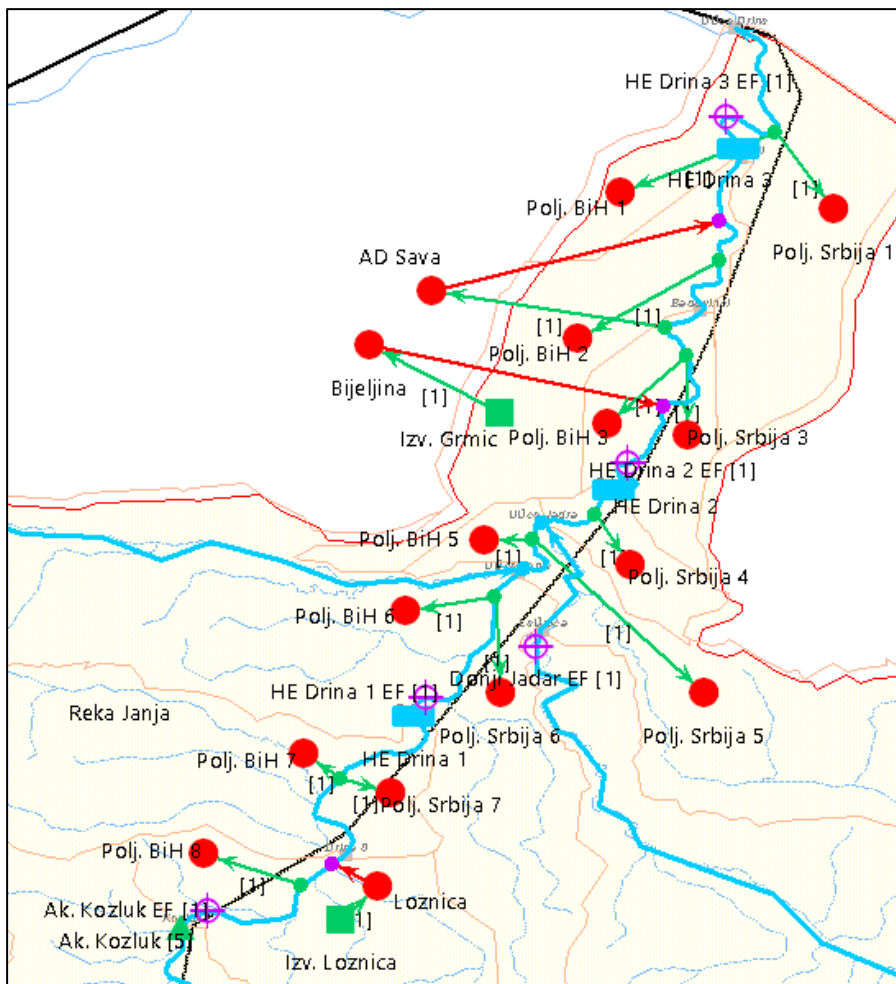 HE Drina 3 EF [1]
[1]
HE Drina 3
[1]
Polj. BiH 1
Polj. Srbija 1
AD Sava
[1]
[1]
Polj. BiH 2
Bijeljina
[1]
[1]
[1]
Izv. Grmic
Polj. BiH 3
Polj. Srbija 3
HE Drina 2 EF [1]
HE Drina 2
Polj. BiH 5
[1]
[1]
Polj. Srbija 4
Polj. BiH 6
[1]
[1]
[1]
Donji Jadar EF [1]
HE Drina 1 EF [1]
Reka Janja
Polj. Srbija 6
Polj. Srbija 5
Polj. BiH 7
HE Drina 1
[1]
[1]
Polj. Srbija 7
Polj. BiH 8
[1]
Loznica
Ak. Kozluk EF [1]
1]
Ak. Kozluk [5]
Izv. Loznica